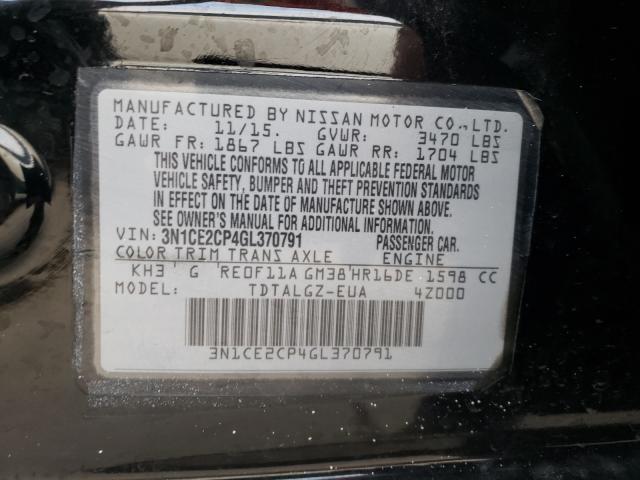 MANUFACTURED BY NISSAN MOTOR CO.,LTD.
DATE: 11/15. GVWR: 3470 LBS
GAWR FR: 1867 LBS GAWR RR: 1704 LBS
THIS VEHICLE CONFORMS TO ALL APPLICABLE FEDERAL MOTOR
VEHICLE SAFETY, BUMPER AND THEFT PREVENTION STANDARDS
IN EFFECT ON THE DATE OF MANUFACTURE SHOWN ABOVE.
SEE OWNER'S MANUAL FOR ADDITIONAL INFORMATION.
VIN: 3N1CE2CP4GL370791 PASSENGER CAR.
COLOR TRIM TRANS AXLE ENGINE
KH3 G RE0F11A GM38 HR16DE 1598 CC
MODEL: TDTALGZ-EUA 4Z000
3N1CE2CP4GL370791